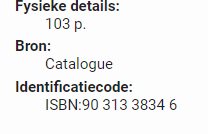 Fysieke details:
103 p.
Bron:
Catalogue
Identificatiecode:
ISBN:90 313 3834 6